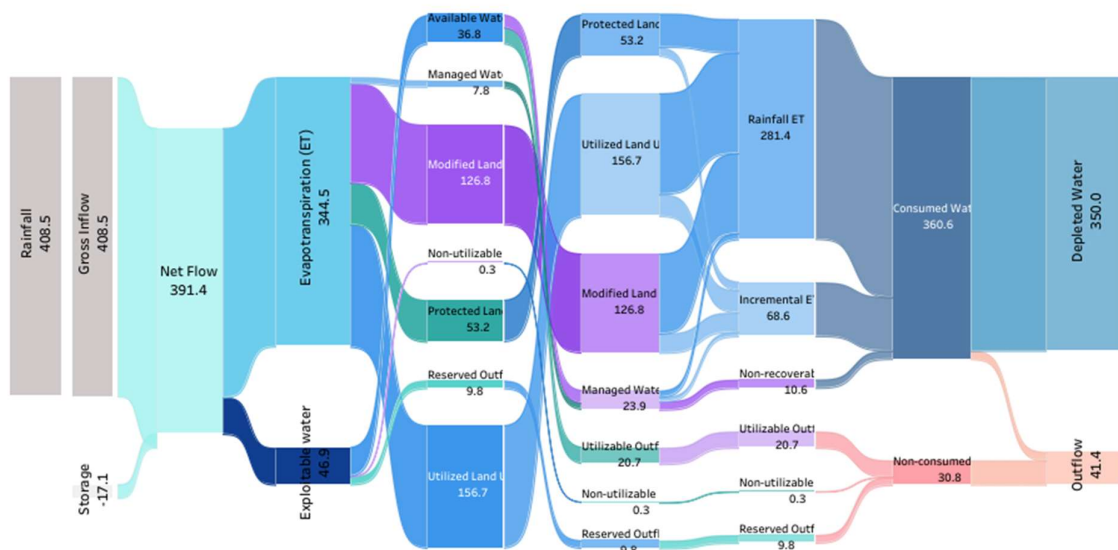 Rainfall
408.5
Gross Inflow
408.5
Storage
-17.1
Net Flow
391.4
Evapotranspiration (ET)
344.5
Exploitable water
46.9
Available Wat
36.8
Managed Wat
7.8
Modified Land
126.8
Non-utilizable
0.3
Protected Land
53.2
Reserved Outf
9.8
Utilized Land U
156.7
Protected Land
53.2
Utilized Land U
156.7
Modified Land
126.8
Managed Wate
23.9
Utilizable Outf
20.7
Non-utilizable
0.3
Reserved Outfl
9.8
Rainfall ET
281.4
Incremental ET
68.6
Non-recoverat
10.6
Utilizable Outf
20.7
Non-utilizable
0.3
Reserved Outf
9.8
Consumed Wat
360.6
Non-consumed
30.8
Depleted Water
350.0
Outflow
41.4